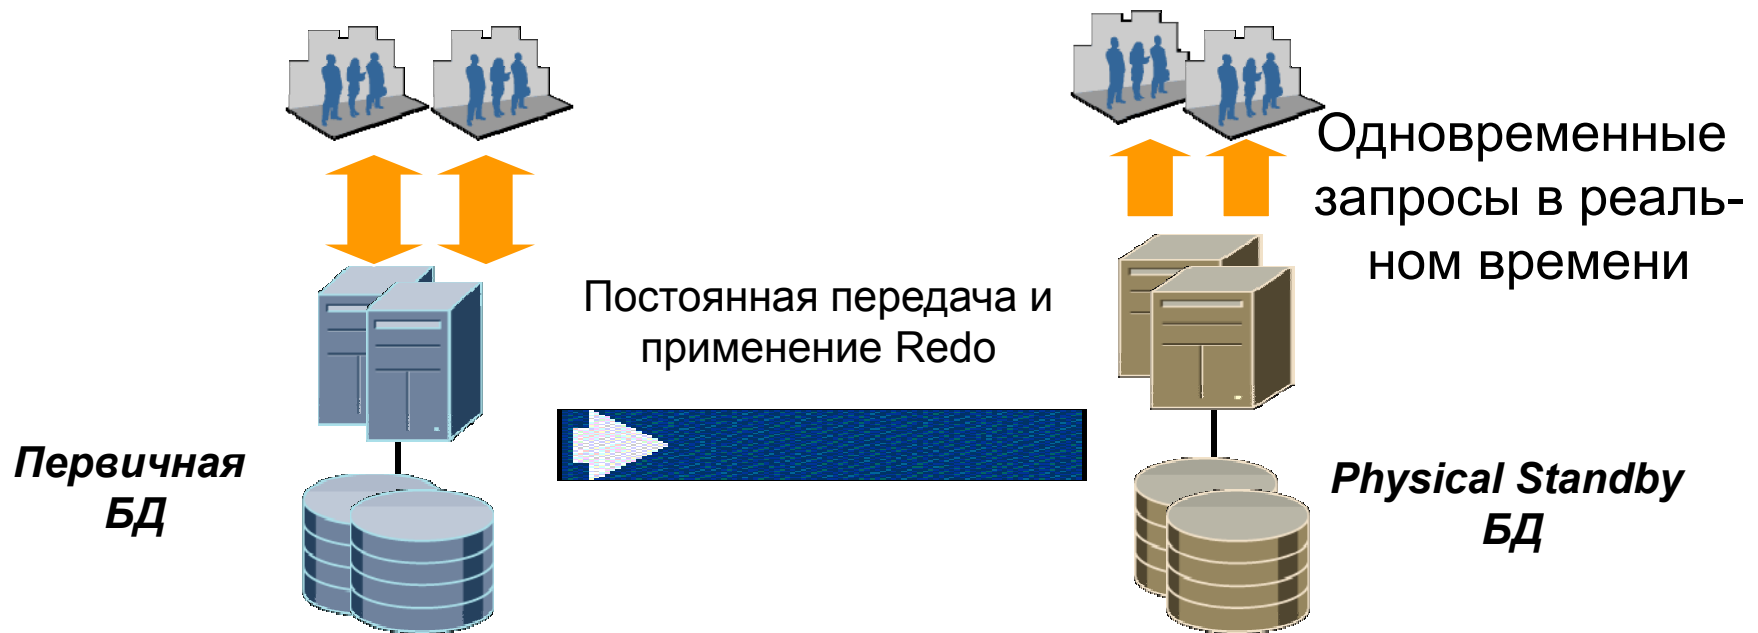 Одновременные
запросы в реаль-
ном времени
Постоянная передача и
применение Redo
Первичная
БД
Physical Standby
БД